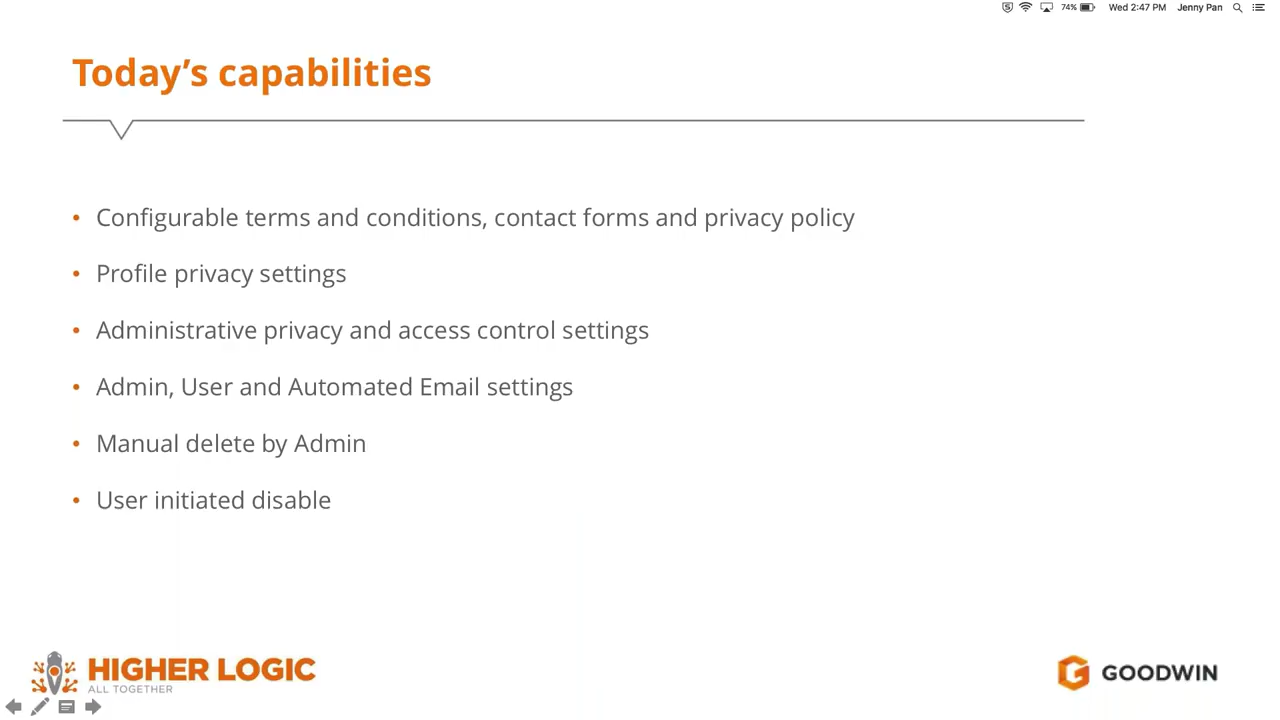 74% Wed 2:47 PM Jenny Pan
Today's capabilities
• Configurable terms and conditions, contact forms and privacy policy
• Profile privacy settings
• Administrative privacy and access control settings
• Admin, User and Automated Email settings
• Manual delete by Admin
• User initiated disable
HIGHER LOGIC
ALL TOGETHER
GOODWIN